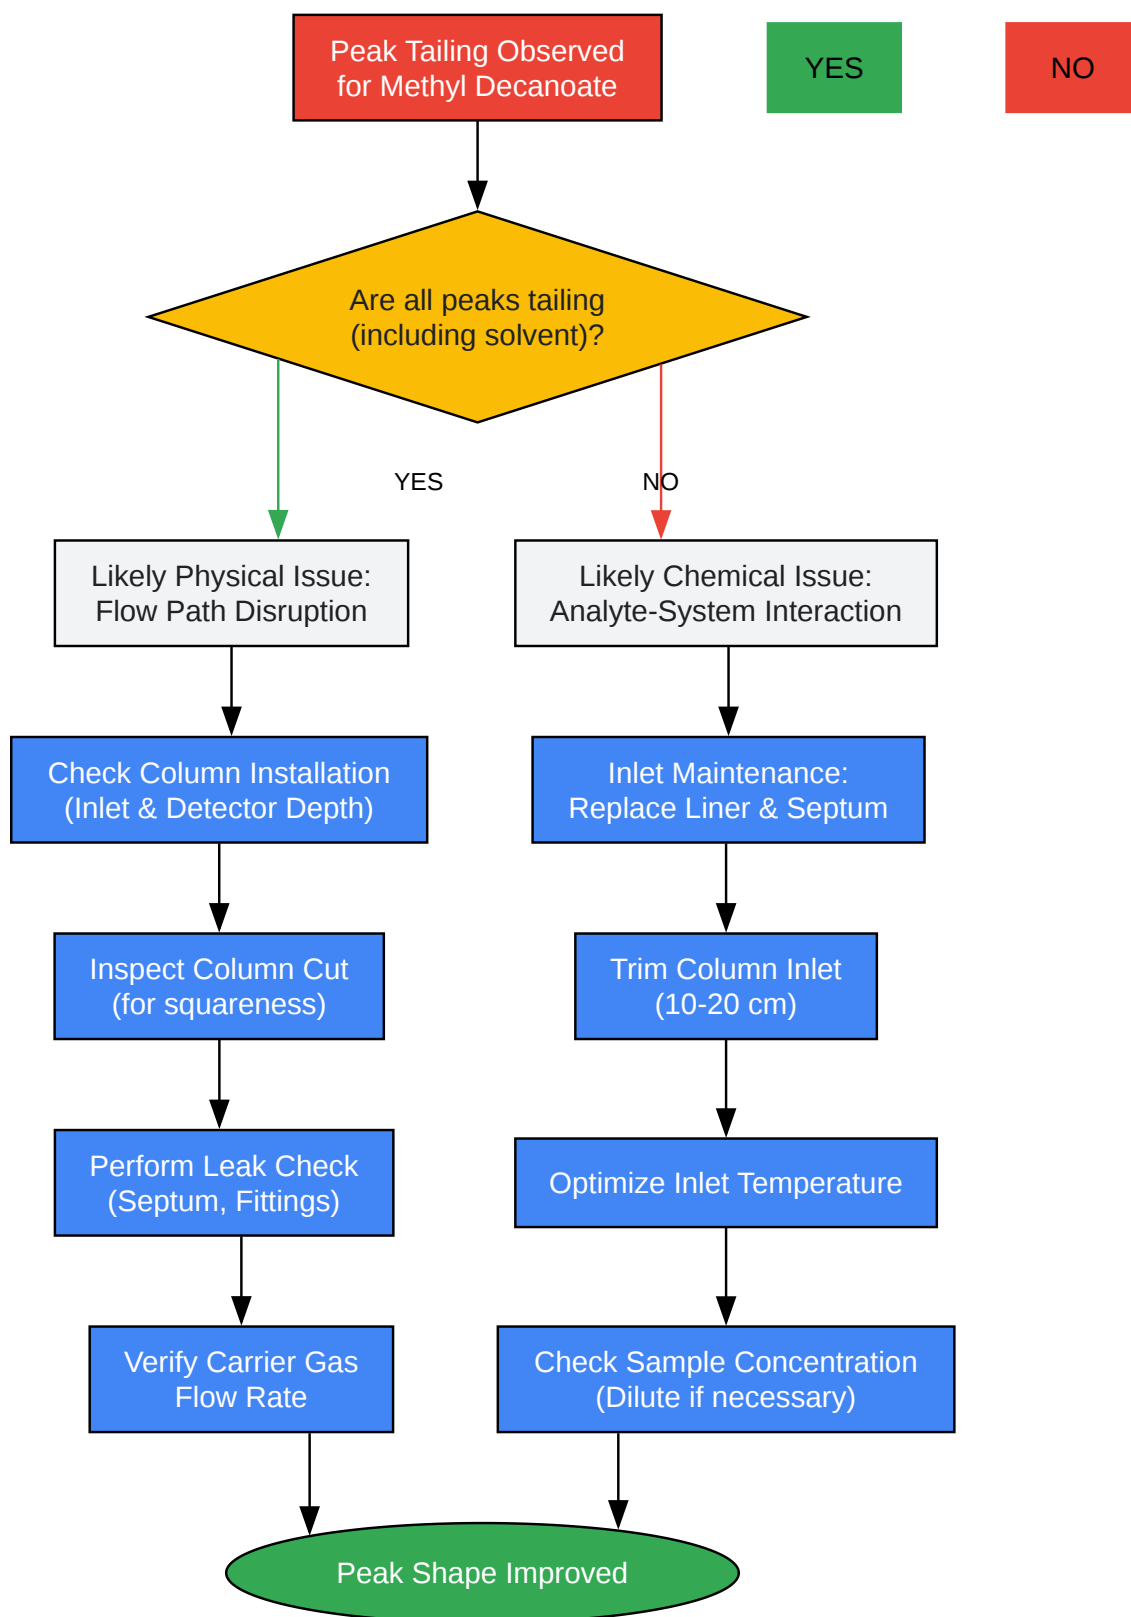 Peak Tailing Observed
for Methyl Decanoate
YES
NO
Are all peaks tailing
(including solvent)?
YES
NO
Likely Physical Issue:
Flow Path Disruption
Likely Chemical Issue:
Analyte-System Interaction
Check Column Installation
(Inlet & Detector Depth)
Inlet Maintenance:
Replace Liner & Septum
Inspect Column Cut
(for squareness)
Trim Column Inlet
(10-20 cm)
Perform Leak Check
(Septum, Fittings)
Optimize Inlet Temperature
Verify Carrier Gas
Flow Rate
Check Sample Concentration
(Dilute if necessary)
Peak Shape Improved